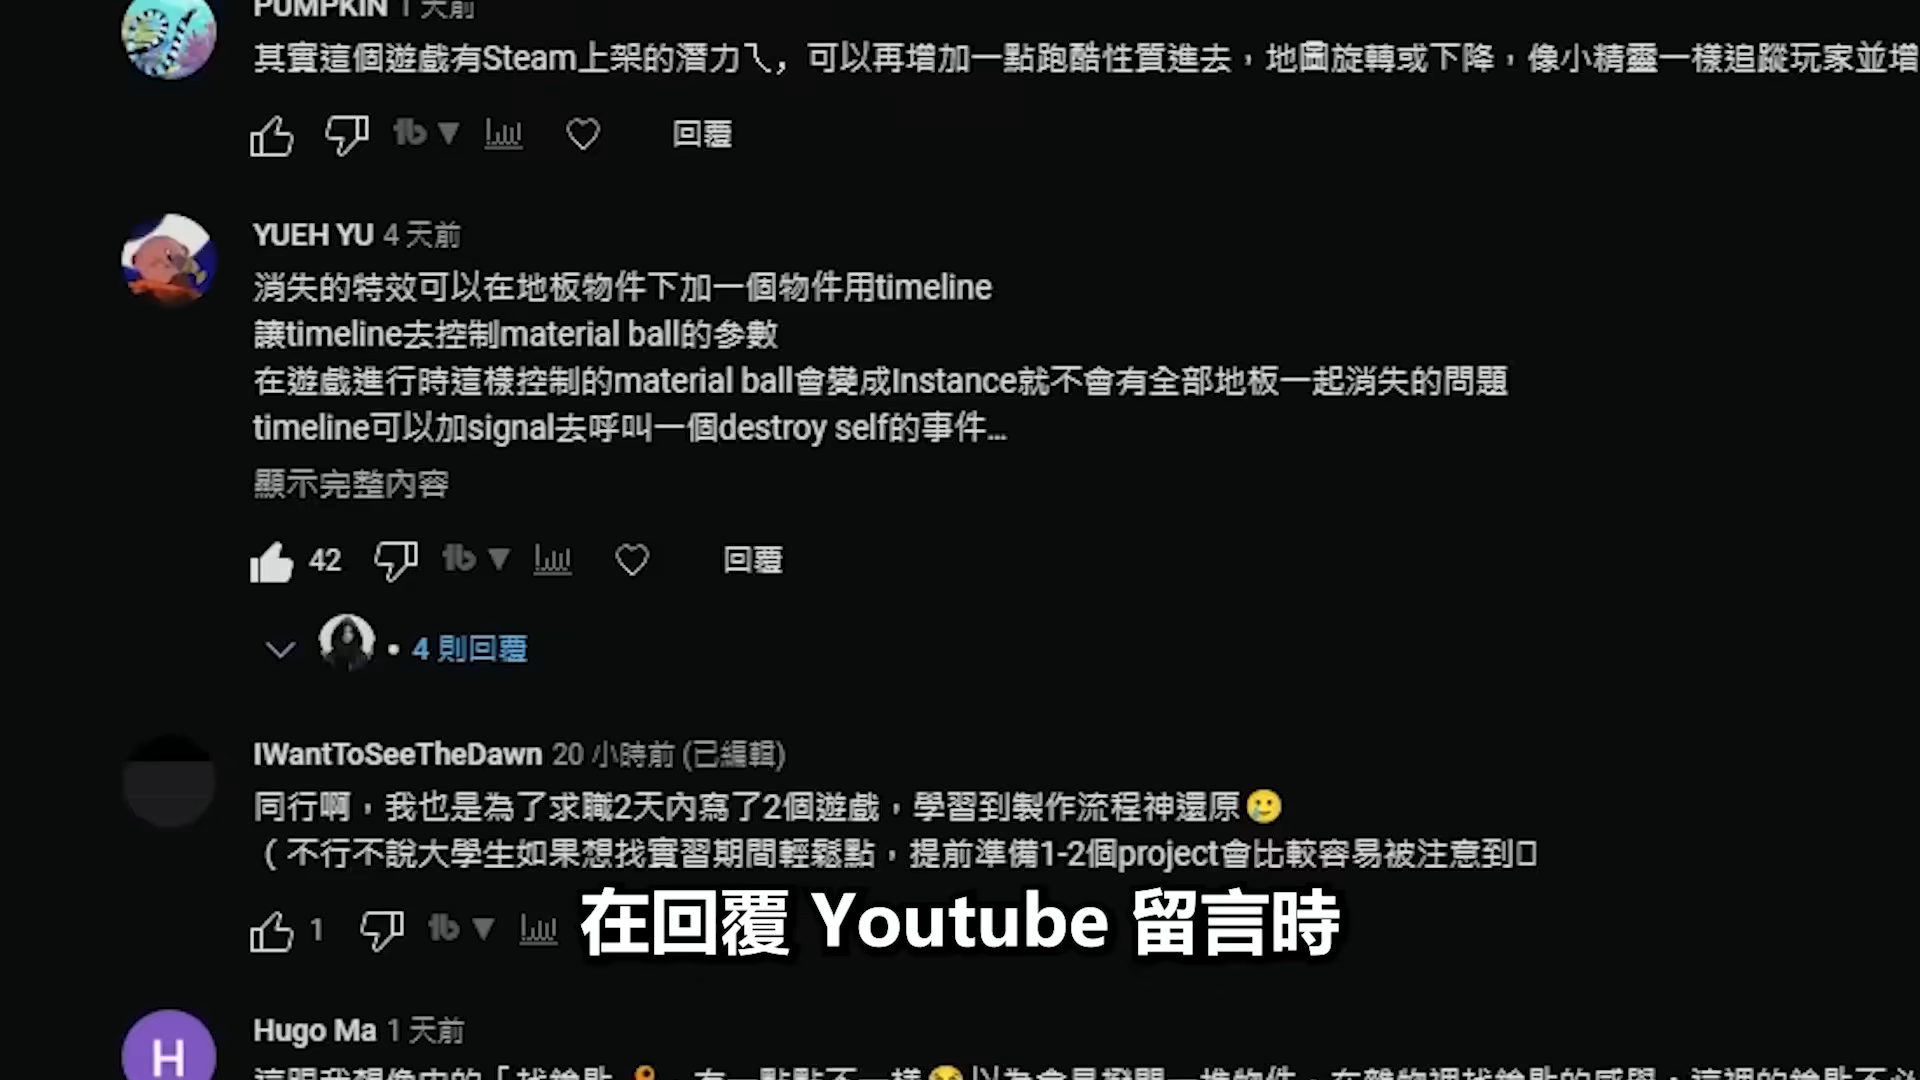 PUMPKIN 1 天前
其實這個遊戲有Steam上架的潛力ㄟ，可以再增加一點跑酷性質進去，地圖旋轉或下降，像小精靈一樣追蹤玩家並增
回覆
YUEH YU 4 天前
消失的特效可以在地板物件下加一個物件用timeline
讓timeline去控制material ball的參數
在遊戲進行時這樣控制的material ball會變成Instance就不會有全部地板一起消失的問題
timeline可以加signal去呼叫一個destroy self的事件...
顯示完整內容
42 回覆
4 則回覆
IWantToSeeTheDawn 20 小時前 (已編輯)
同行啊，我也是為了求職2天內寫了2個遊戲，學習到製作流程神還原🥲
（不行不說大學生如果想找實習期間輕鬆點，提前準備1-2個project會比較容易被注意到
1
在回覆 Youtube 留言時
Hugo Ma 1 天前
H